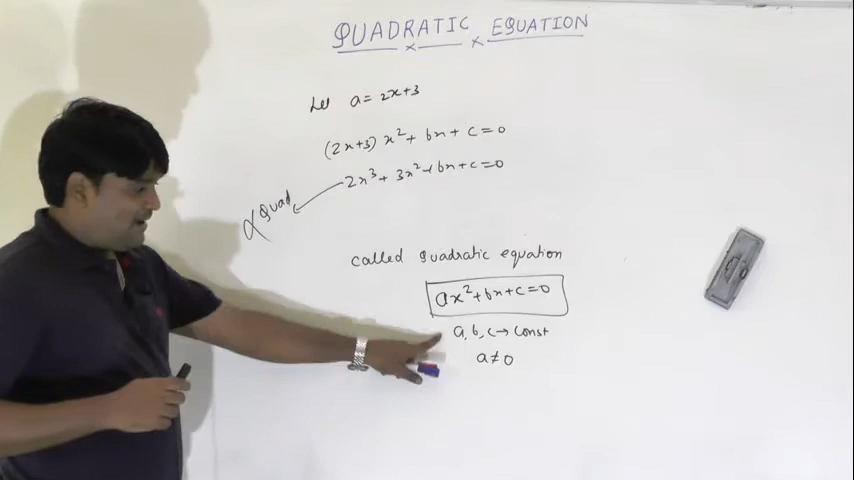 QUADRATIC EQUATION
Let a = 2x+3
(2x+3) x² + bx + c = 0
2x³ + 3x² + bx + c = 0
Quad
called Quadratic equation
ax² + bx + c = 0
a, b, c → Const
a ≠ 0